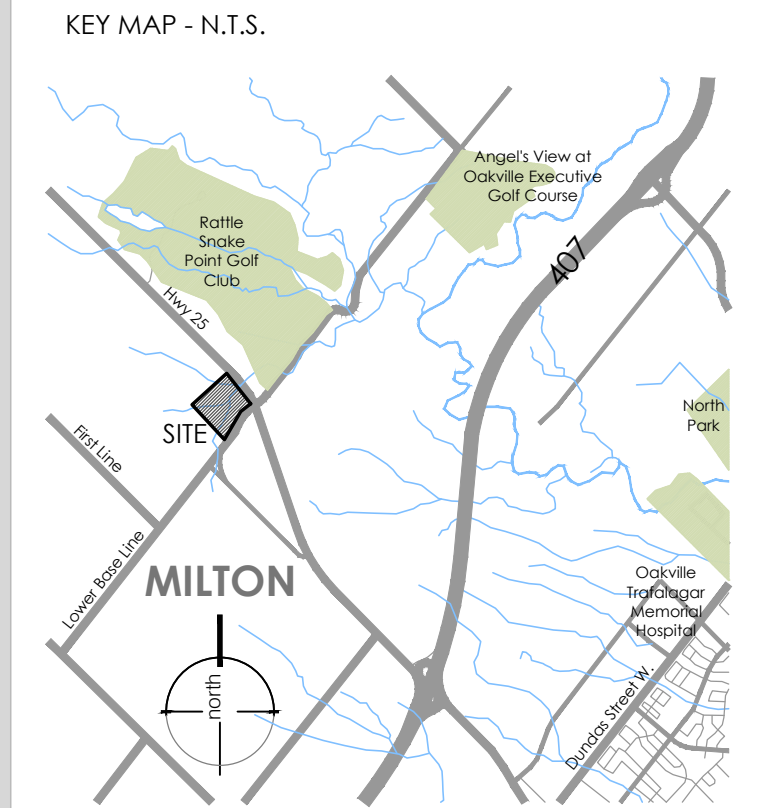 KEY MAP - N.T.S.
Angel's View at
Oakville Executive
Golf Course
Rattle
Snake
Point Golf
Club
407
Hwy 25
SITE
North
Park
First Line
Lower Base Line
MILTON
Oakville
Trafalagar
Memorial
Hospital
north
Dundas Street W.